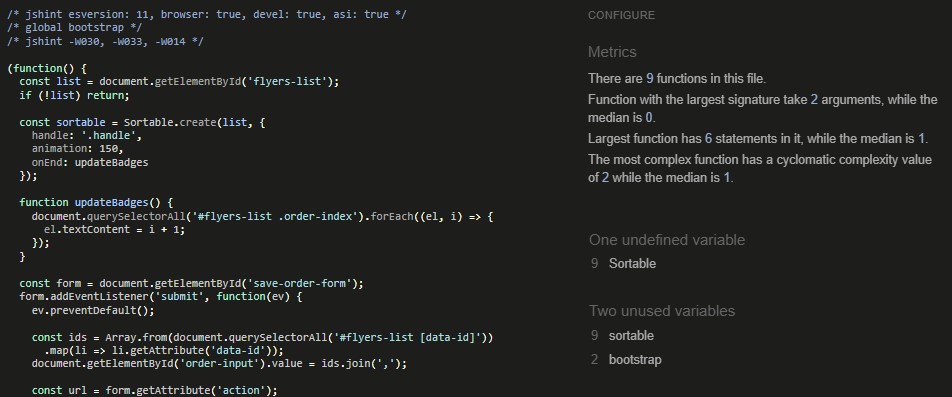 /* jshint esversion: 11, browser: true, devel: true, asi: true */
/* global bootstrap */
/* jshint -W030, -W033, -W014 */
(function() {
const list = document.getElementById('flyers-list');
if (!list) return;
const sortable = Sortable.create(list, {
handle: '.handle',
animation: 150,
onEnd: updateBadges
});
function updateBadges() {
document.querySelectorAll('#flyers-list .order-index').forEach((el, i) => {
el.textContent = i + 1;
});
}
const form = document.getElementById('save-order-form');
form.addEventListener('submit', function(ev) {
ev.preventDefault();
const ids = Array.from(document.querySelectorAll('#flyers-list [data-id]'))
.map(li => li.getAttribute('data-id'));
document.getElementById('order-input').value = ids.join(',');
const url = form.getAttribute('action');
CONFIGURE
Metrics
There are 9 functions in this file.
Function with the largest signature take 2 arguments, while the
median is 0.
Largest function has 6 statements in it, while the median is 1.
The most complex function has a cyclomatic complexity value
of 2 while the median is 1.
One undefined variable
9 Sortable
Two unused variables
9 sortable
2 bootstrap